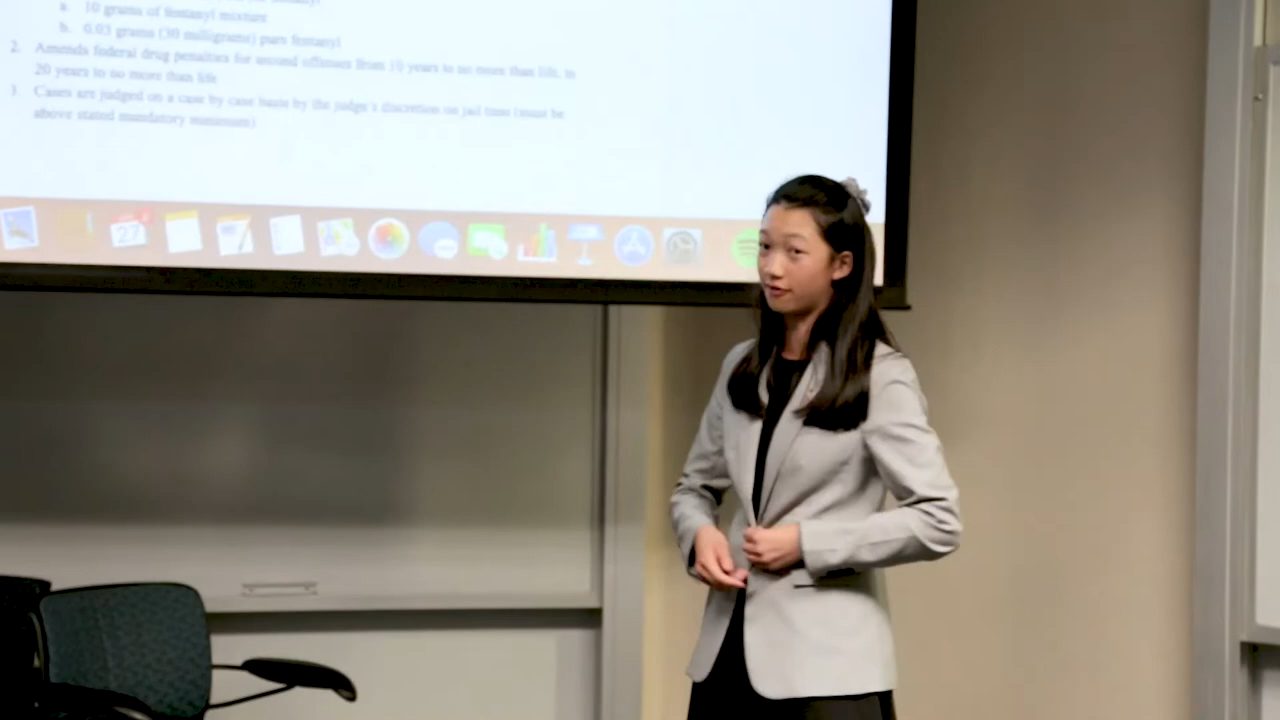 a. 10 grams of fentanyl mixture
b. 0.03 grams (30 milligrams) pure fentanyl
2. Amends federal drug penalties for second offenses from 10 years to no more than life, to
20 years to no more than life
3. Cases are judged on a case by case basis by the judge's discretion on jail time (must be
above stated mandatory minimum)
27